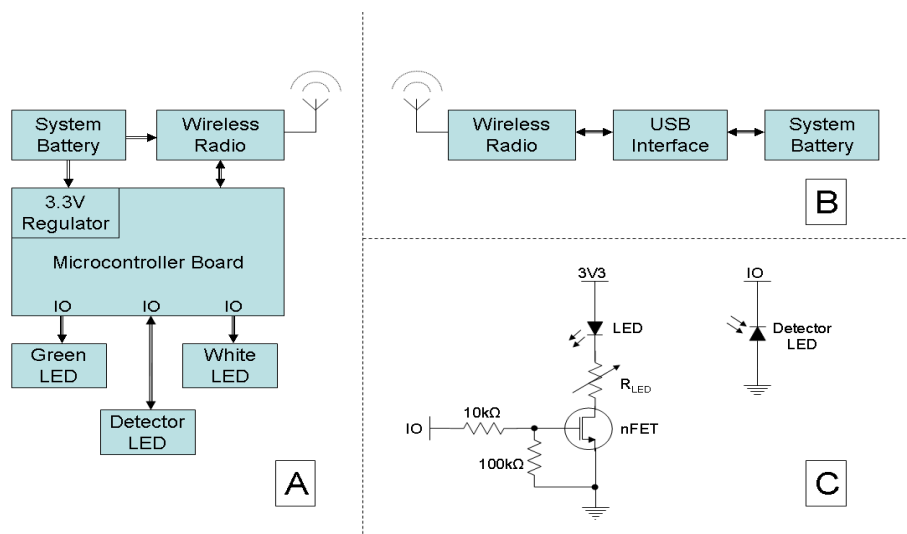 System
Battery
Wireless
Radio
3.3V
Regulator
Microcontroller Board
IO
IO
IO
Green
LED
White
LED
Detector
LED
A
Wireless
Radio
USB
Interface
System
Battery
B
3V3
LED
RLED
10kΩ
IO
nFET
100kΩ
IO
Detector
LED
C